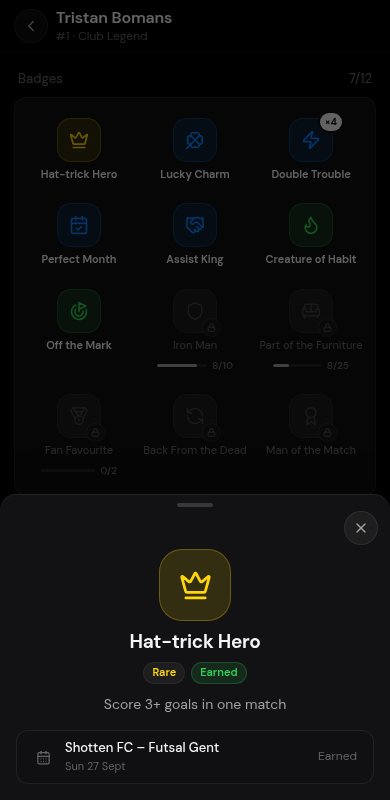 Tristan Bomans
#1 · Club Legend
Badges
7/12
×4
Hat-trick Hero
Lucky Charm
Double Trouble
Perfect Month
Assist King
Creature of Habit
Off the Mark
Iron Man
Part of the Furniture
8/10
8/25
Fan Favourite
Back From the Dead
Man of the Match
0/2
Hat-trick Hero
Rare
Earned
Score 3+ goals in one match
Shotten FC – Futsal Gent
Sun 27 Sept
Earned